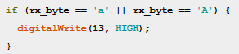 if (rx_byte == 'a' || rx_byte == 'A') {
digitalWrite(13, HIGH);
}